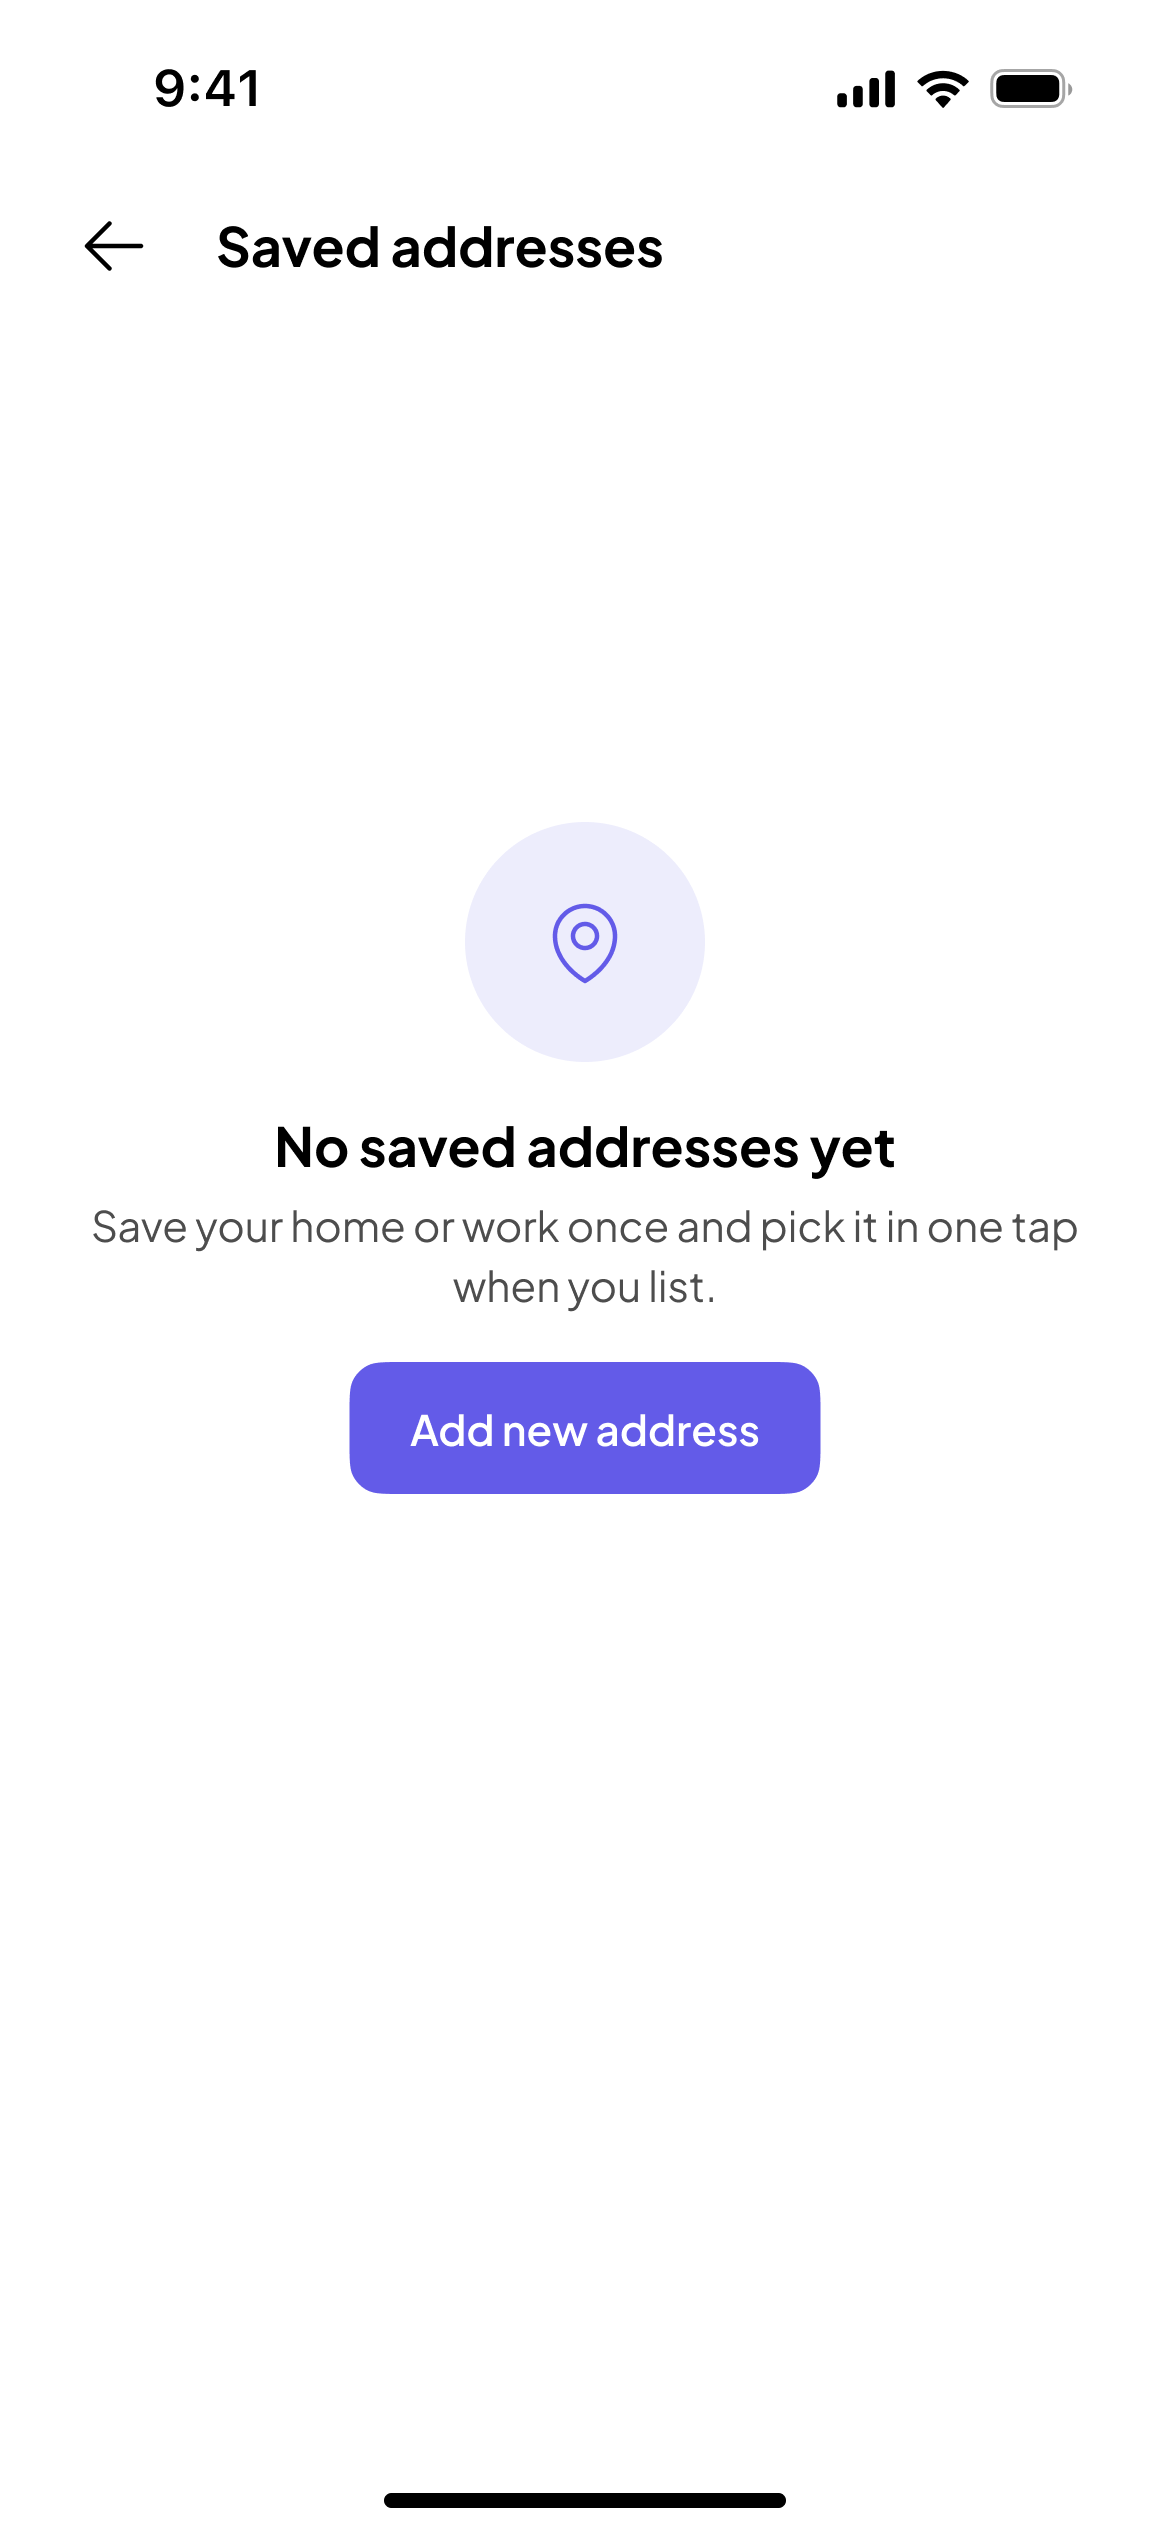 9:41
Saved addresses
No saved addresses yet
Save your home or work once and pick it in one tap
when you list.
Add new address